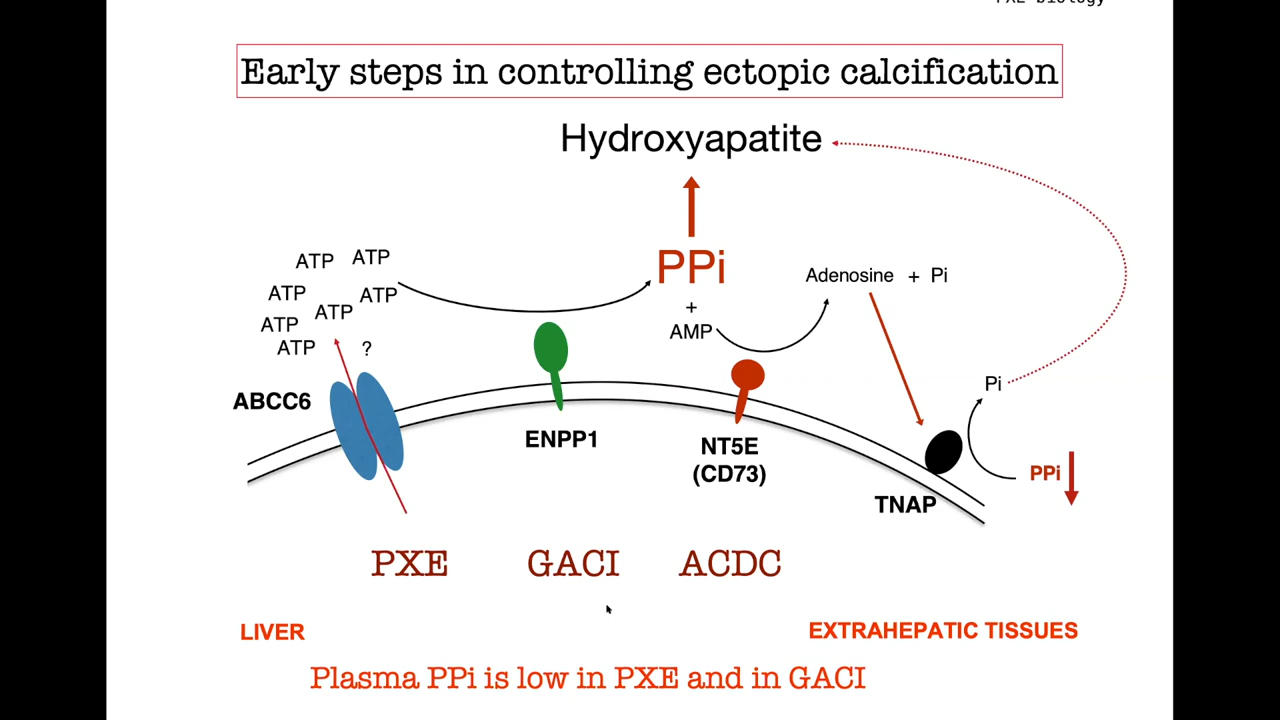 PXE biology
Early steps in controlling ectopic calcification
Hydroxyapatite
PPi
+
AMP
Adenosine + Pi
ATP
ATP
ATP
ATP
ATP
ATP
ATP
?
Pi
ABCC6
ENPP1
NT5E
(CD73)
PPi
TNAP
PXE
GACI
ACDC
LIVER
EXTRAHEPATIC TISSUES
Plasma PPi is low in PXE and in GACI